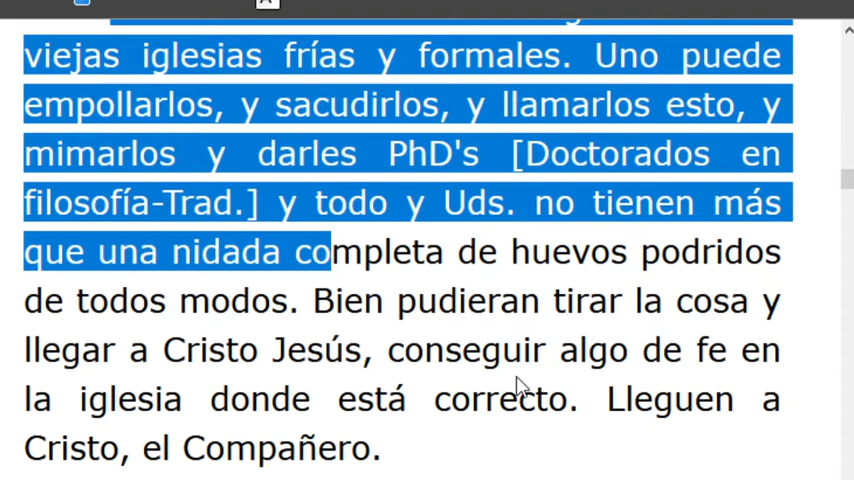 viejas iglesias frías y formales. Uno puede
empollarlos, y sacudirlos, y llamarlos esto, y
mimarlos y darles PhD's [Doctorados en
filosofía-Trad.] y todo y Uds. no tienen más
que una nidada completa de huevos podridos
de todos modos. Bien pudieran tirar la cosa y
llegar a Cristo Jesús, conseguir algo de fe en
la iglesia donde está correcto. Lleguen a
Cristo, el Compañero.